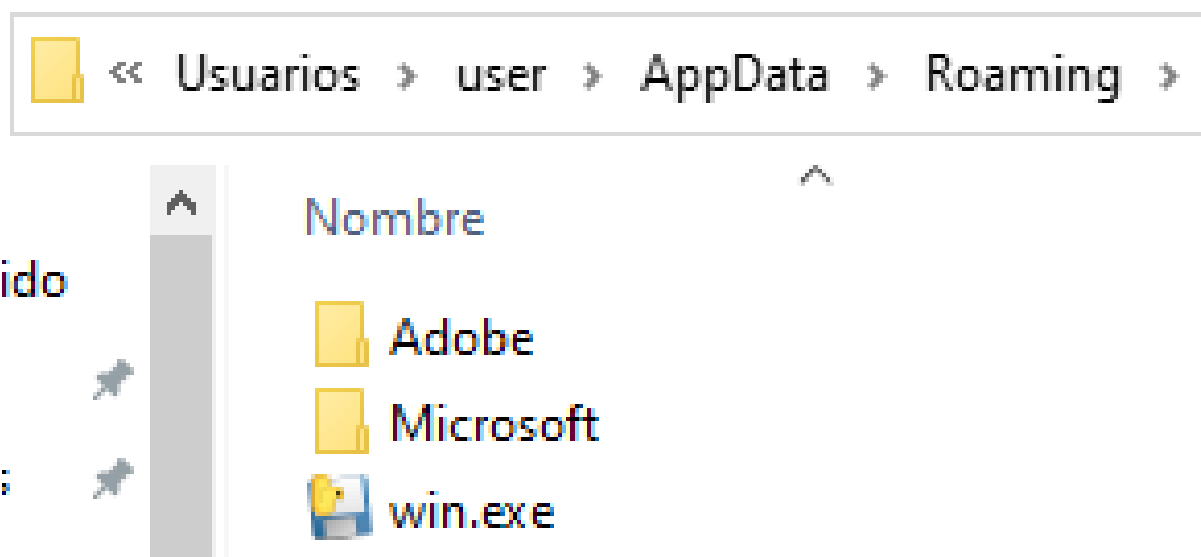 « Usuarios > user > AppData > Roaming >
Nombre
ido
Adobe
Microsoft
s
win.exe